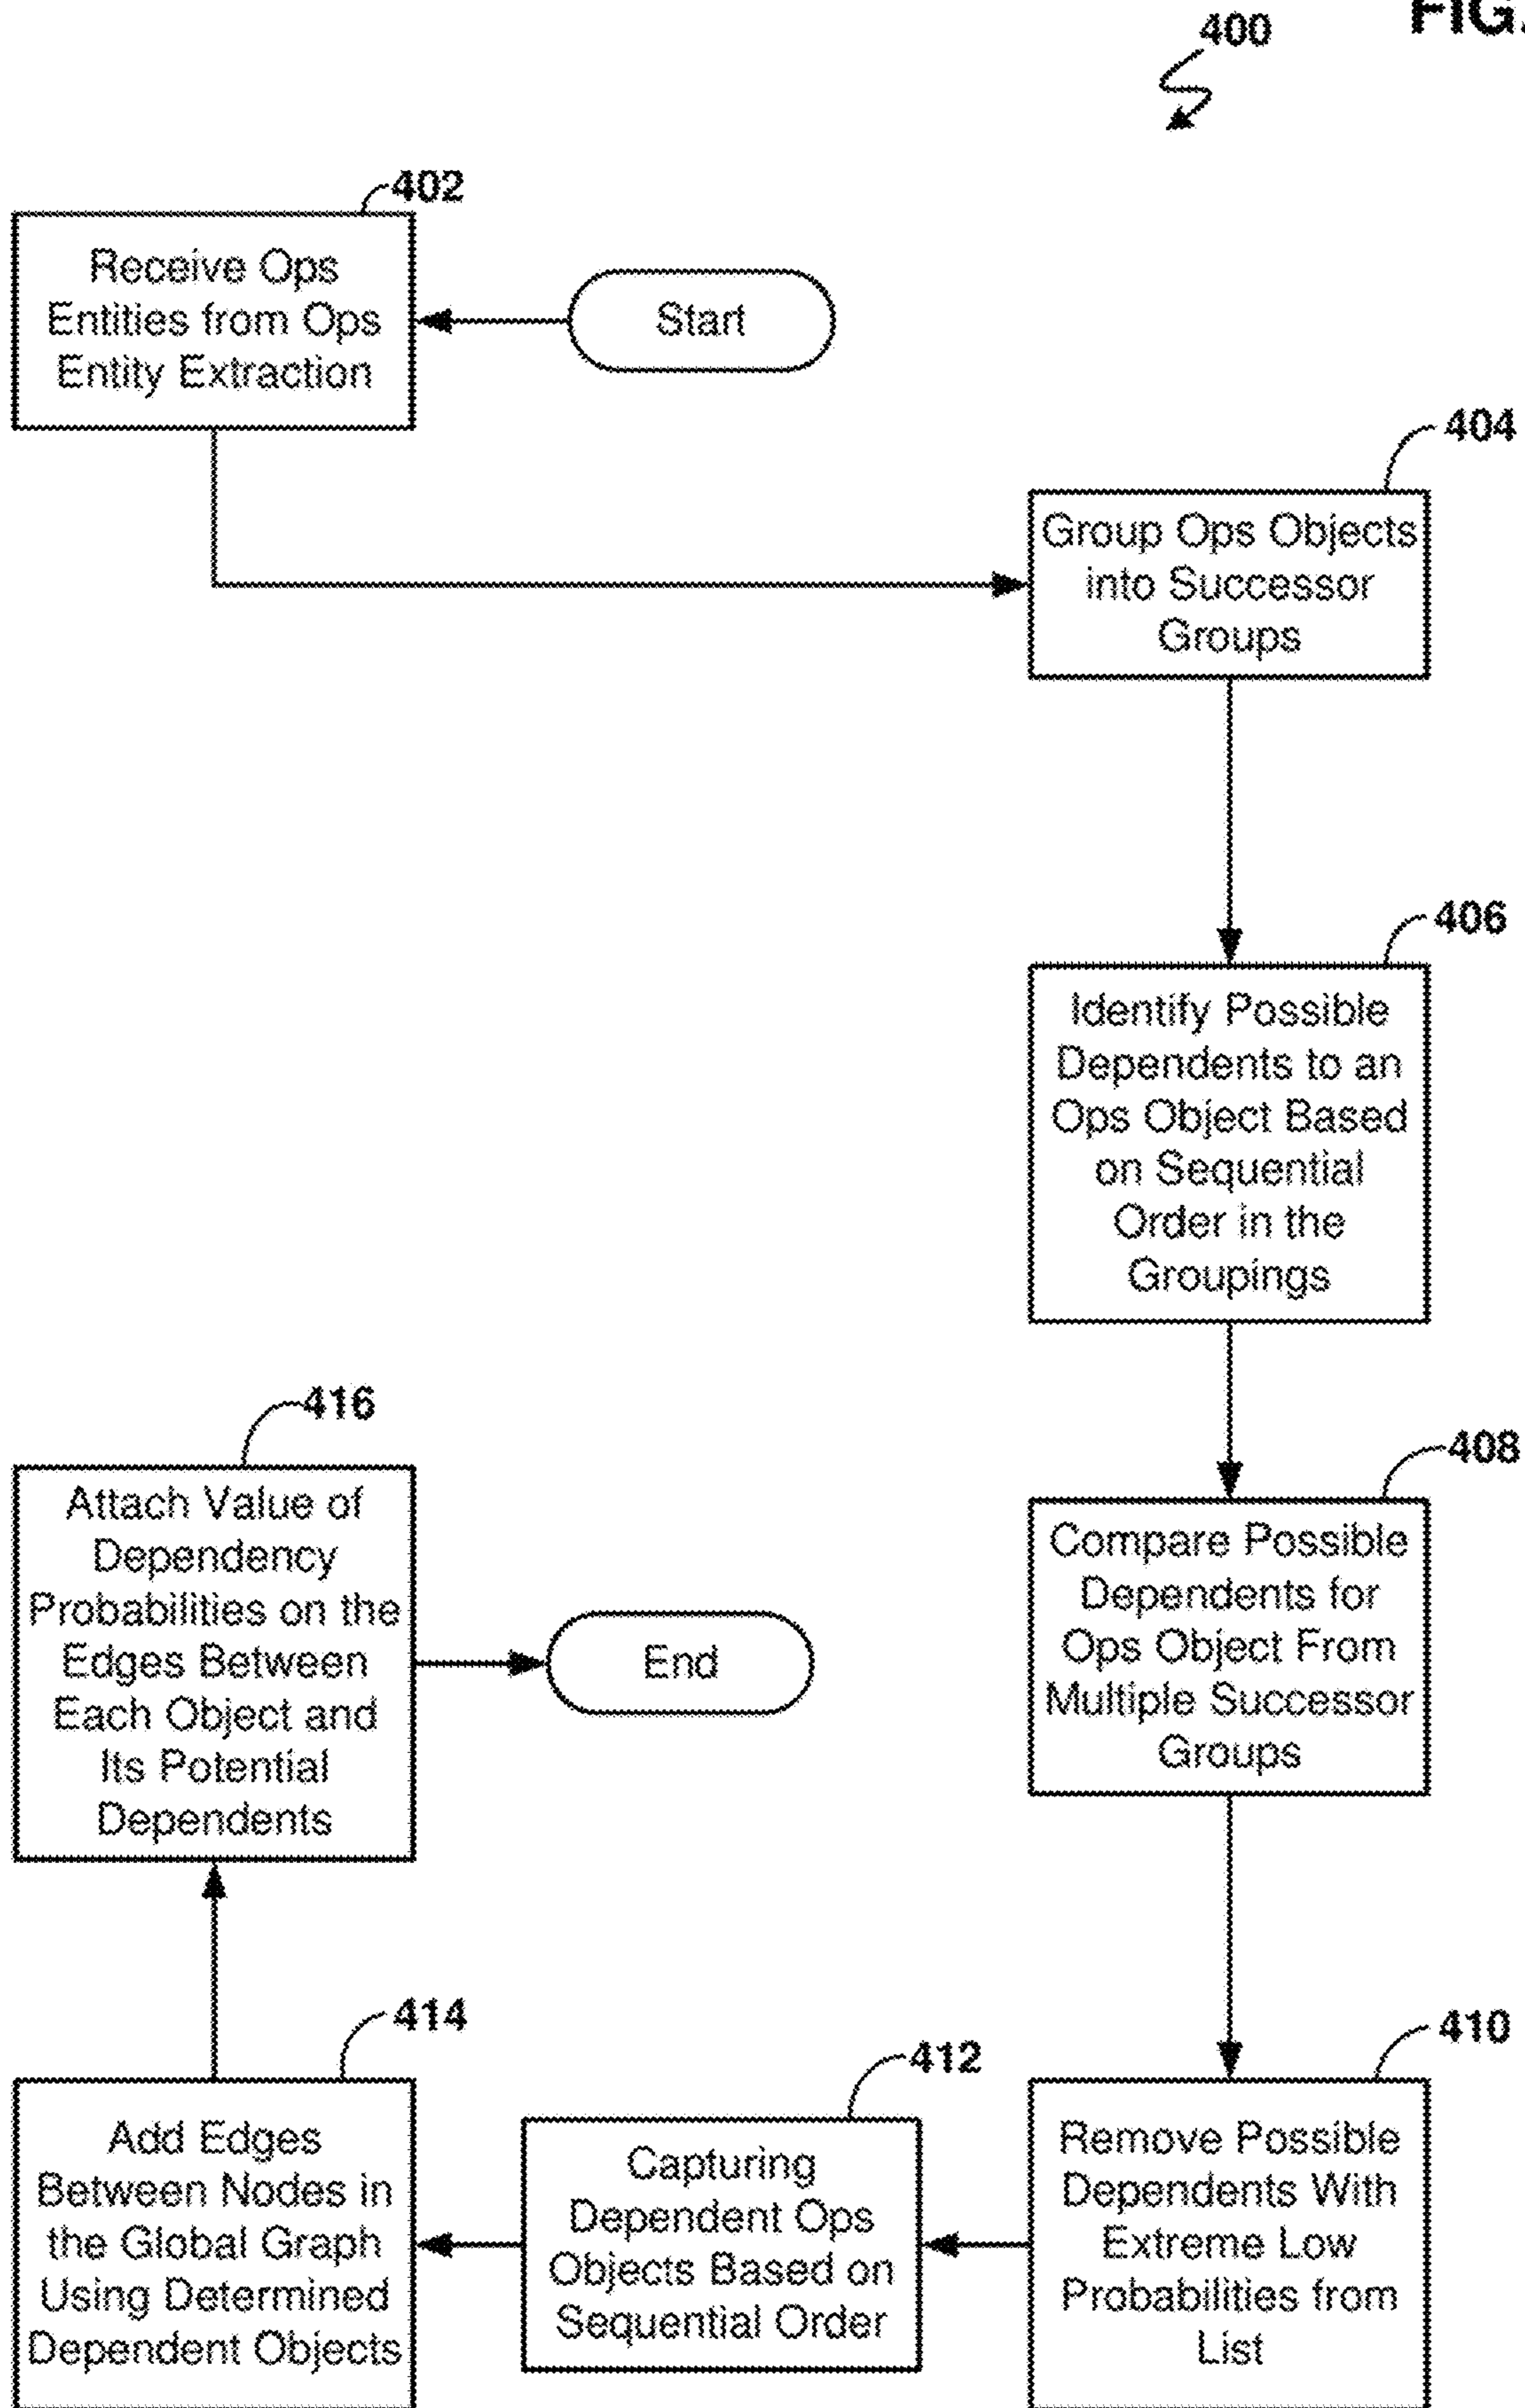 FIG.
400
402
Receive Ops
Entities from Ops
Entity Extraction
Start
404
Group Ops Objects
into Successor
Groups
406
Identify Possible
Dependents to an
Ops Object Based
on Sequential
Order in the
Groupings
408
Compare Possible
Dependents for
Ops Object From
Multiple Successor
Groups
410
Remove Possible
Dependents With
Extreme Low
Probabilities from
List
412
Capturing
Dependent Ops
Objects Based on
Sequential Order
414
Add Edges
Between Nodes in
the Global Graph
Using Determined
Dependent Objects
416
Attach Value of
Dependency
Probabilities on the
Edges Between
Each Object and
Its Potential
Dependents
End